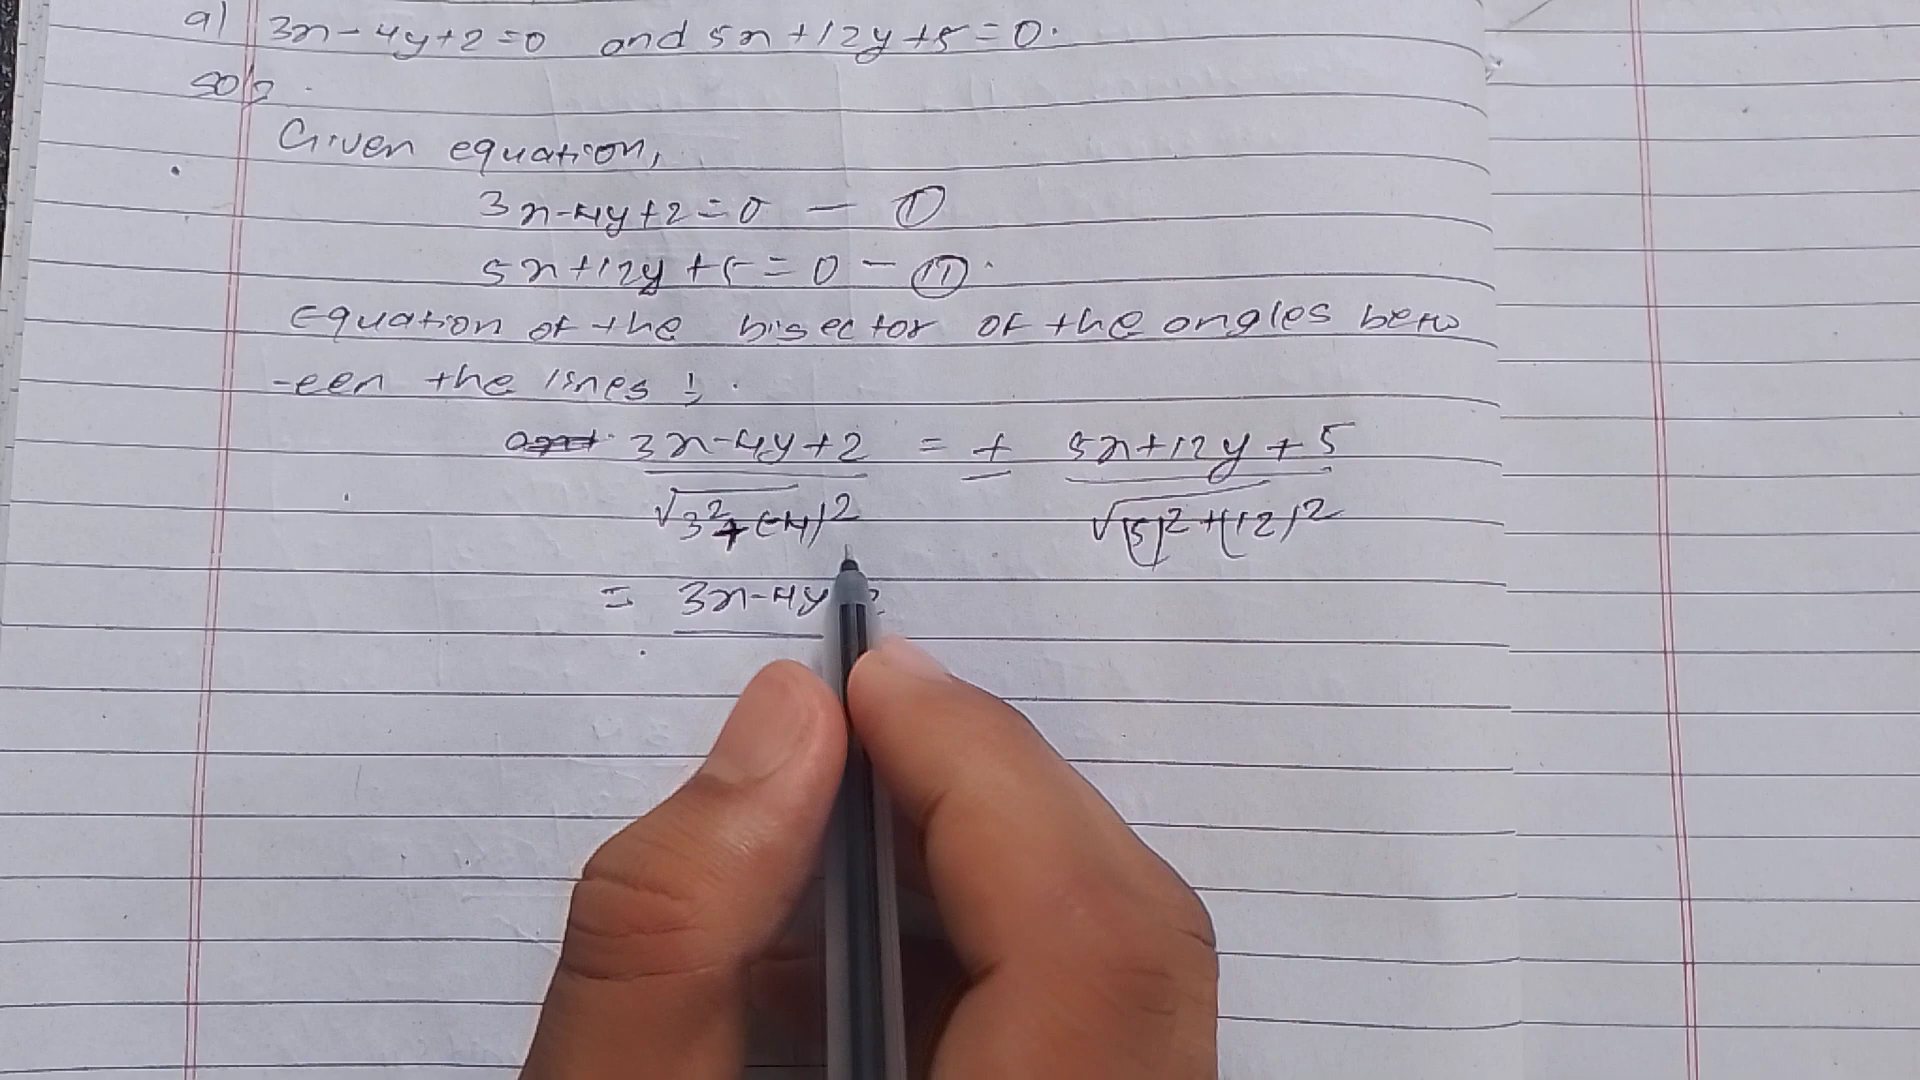 a) 3x-4y+2=0 and 5x+12y+5=0.
Soln.
Given equation,
3x-4y+2=0 — (I)
5x+12y+5=0 - (II).
Equation of the bisector of the angles betw
-een the lines :
3x-4y+2 = ± 5x+12y+5
√3²+(-4)² √(5)²+(12)²
= 3x-4y